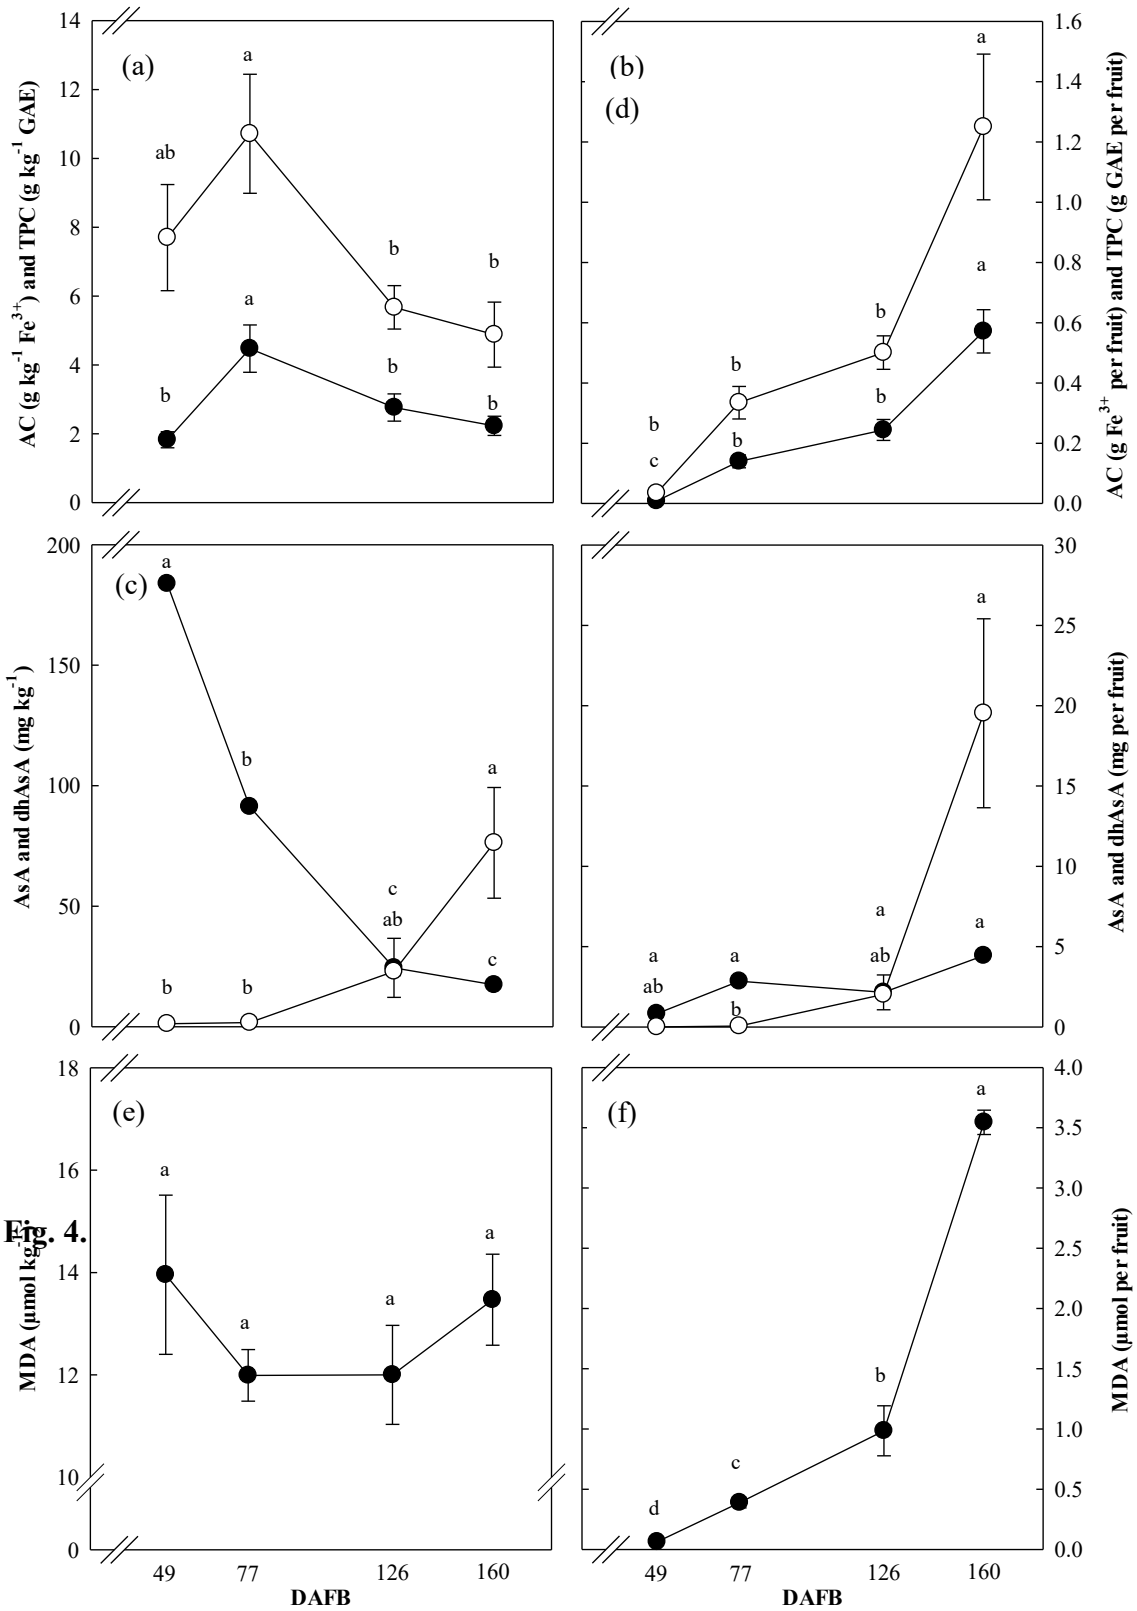 14
12
10
8
6
4
2
0
AC (g kg⁻¹ Fe³⁺) and TPC (g kg⁻¹ GAE)
(a)
a
ab
b
b
a
b
b
b
(b)
(d)
a
a
b
b
b
b
b
c
1.6
1.4
1.2
1.0
0.8
0.6
0.4
0.2
0.0
AC (g Fe³⁺ per fruit) and TPC (g GAE per fruit)
200
150
100
50
0
AsA and dhAsA (mg kg⁻¹)
(c)
a
b
a
c
ab
c
b
b
a
a
a
a
a
ab
ab
b
30
25
20
15
10
5
0
AsA and dhAsA (mg per fruit)
18
16
14
12
10
0
Fig. 4.
(e)
a
a
a
a
49
77
126
160
DAFB
(f)
a
b
c
d
4.0
3.5
3.0
2.5
2.0
1.5
1.0
0.5
0.0
MDA (µmol per fruit)
49
77
126
160
DAFB
MDA (µmol kg